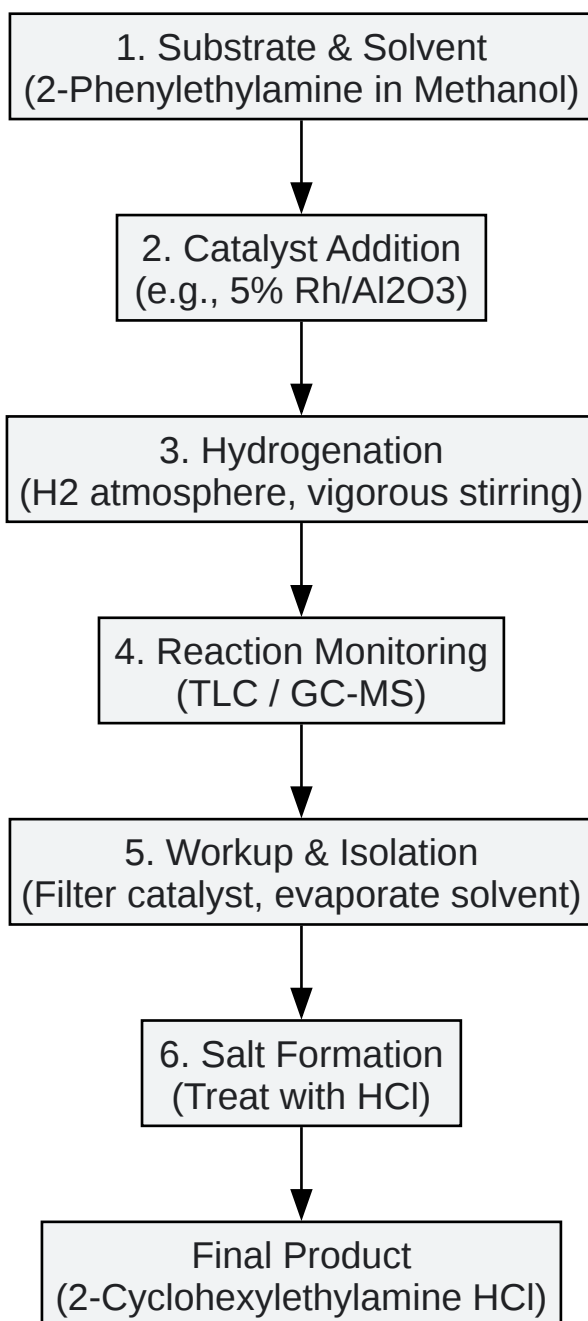 1. Substrate & Solvent
(2-Phenylethylamine in Methanol)
2. Catalyst Addition
(e.g., 5% Rh/Al2O3)
3. Hydrogenation
(H2 atmosphere, vigorous stirring)
4. Reaction Monitoring
(TLC / GC-MS)
5. Workup & Isolation
(Filter catalyst, evaporate solvent)
6. Salt Formation
(Treat with HCl)
Final Product
(2-Cyclohexylethylamine HCl)